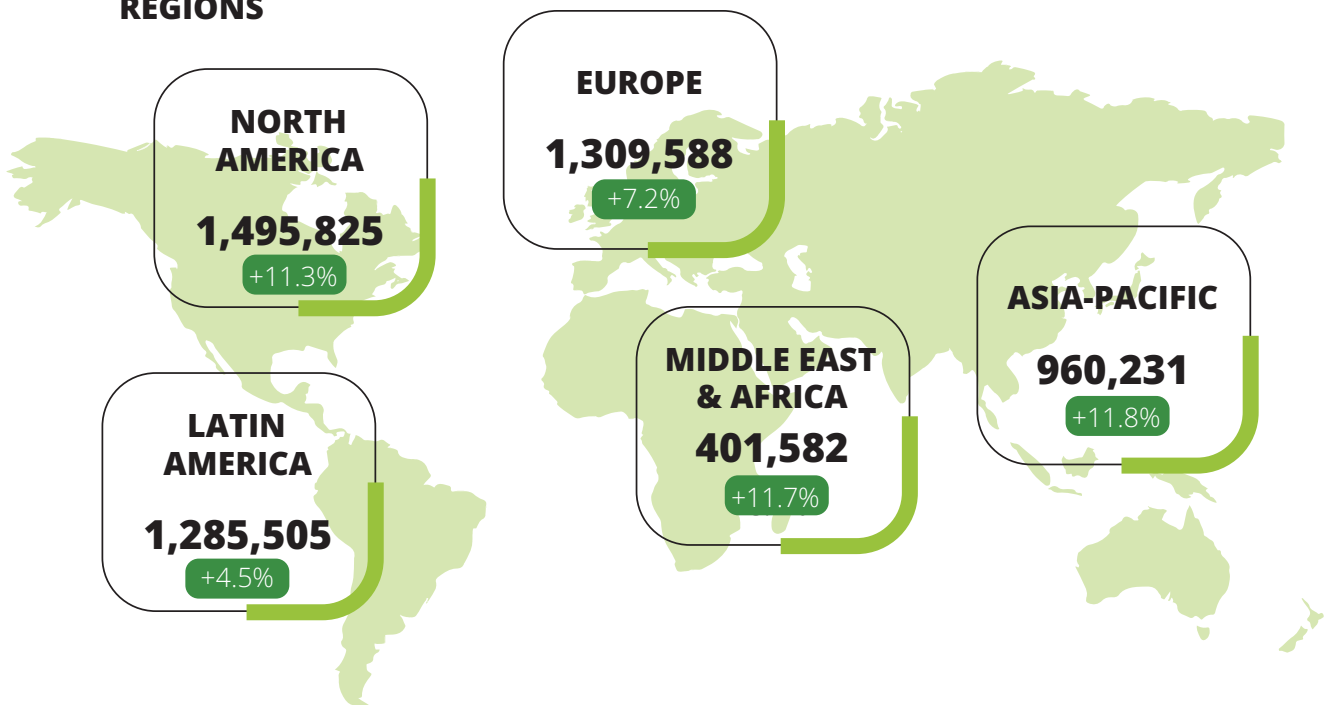 REGIONS
NORTH
AMERICA
1,495,825
+11.3%
EUROPE
1,309,588
+7.2%
LATIN
AMERICA
1,285,505
+4.5%
MIDDLE EAST
& AFRICA
401,582
+11.7%
ASIA-PACIFIC
960,231
+11.8%